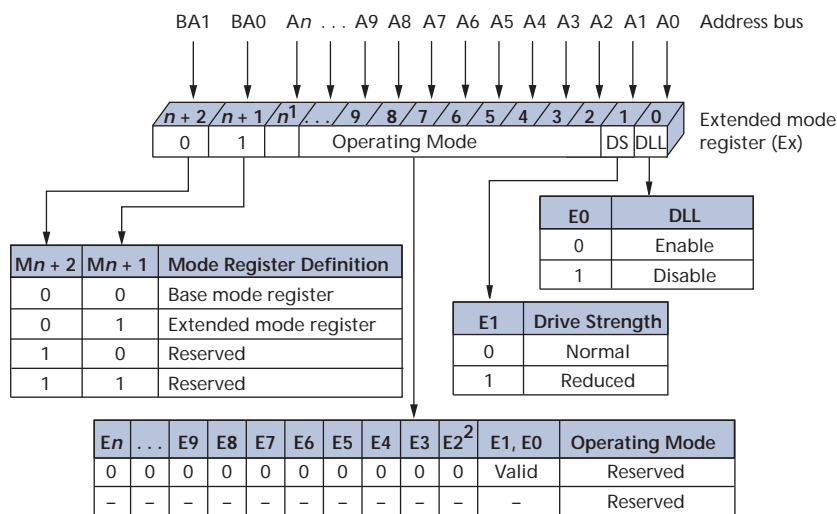 BA1 BA0 An . . . A9 A8 A7 A6 A5 A4 A3 A2 A1 A0 Address bus
n + 2 n + 1 n1 . . . 9 8 7 6 5 4 3 2 1 0
Extended mode
register (Ex)
0 1 Operating Mode DS DLL
E0 DLL
0 Enable
1 Disable
Mn + 2 Mn + 1 Mode Register Definition
0 0 Base mode register
0 1 Extended mode register
1 0 Reserved
1 1 Reserved
E1 Drive Strength
0 Normal
1 Reduced
En . . . E9 E8 E7 E6 E5 E4 E3 E2² E1, E0 Operating Mode
0 0 0 0 0 0 0 0 0 0 Valid Reserved
– – – – – – – – – – – Reserved